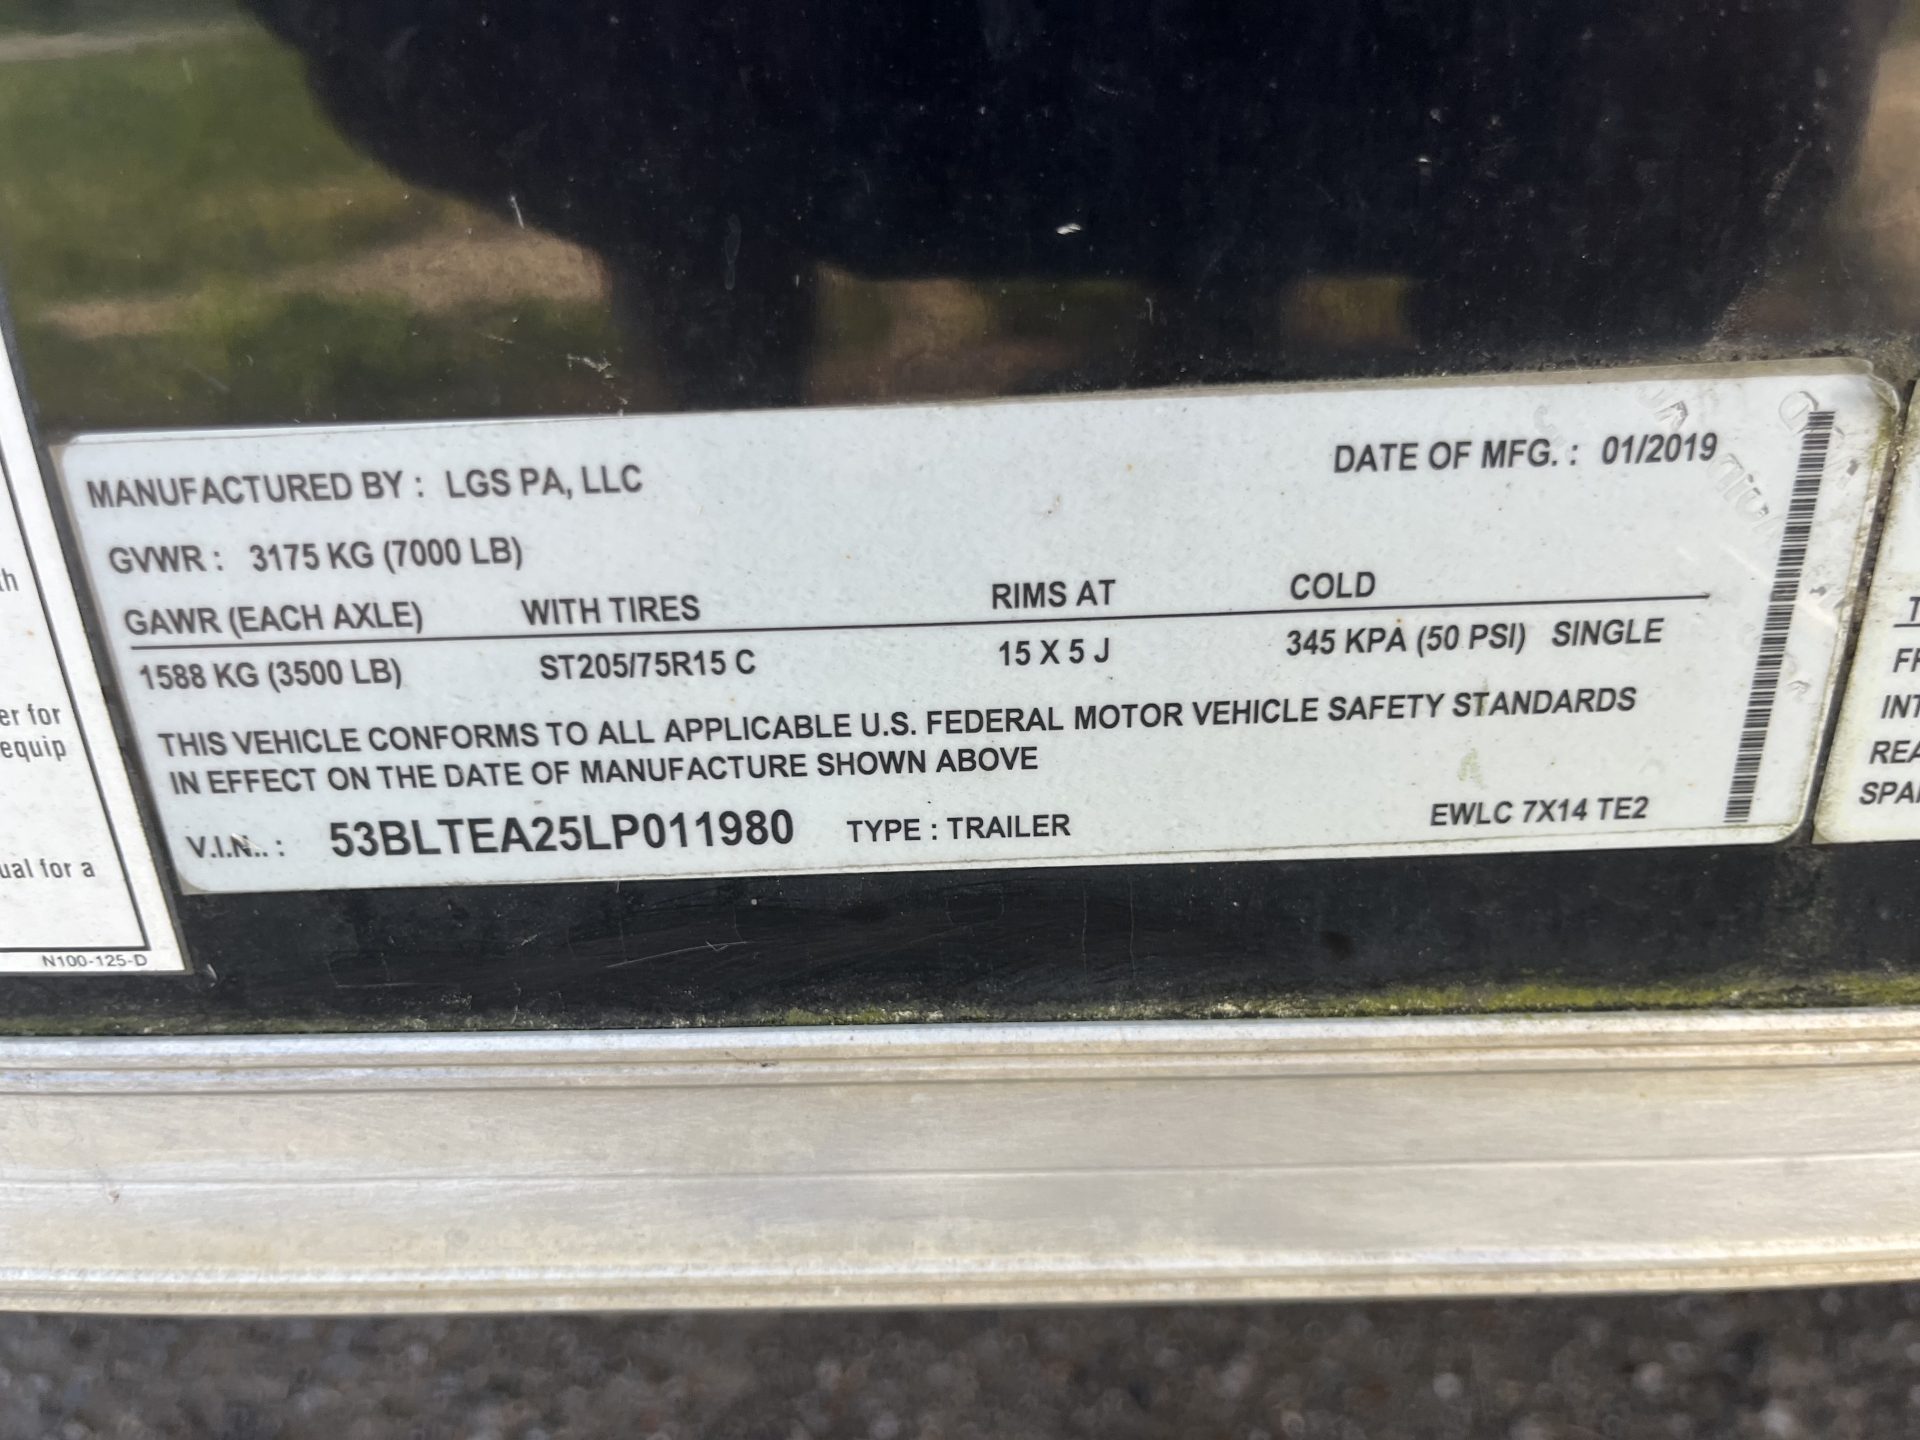 MANUFACTURED BY : LGS PA, LLC
DATE OF MFG. : 01/2019
GVWR : 3175 KG (7000 LB)
GAWR (EACH AXLE) WITH TIRES RIMS AT COLD
1588 KG (3500 LB) ST205/75R15 C 15 X 5 J 345 KPA (50 PSI) SINGLE
THIS VEHICLE CONFORMS TO ALL APPLICABLE U.S. FEDERAL MOTOR VEHICLE SAFETY STANDARDS
IN EFFECT ON THE DATE OF MANUFACTURE SHOWN ABOVE
V.I.N.. : 53BLTEA25LP011980 TYPE : TRAILER EWLC 7X14 TE2
for
equip
for a
N100-125-D